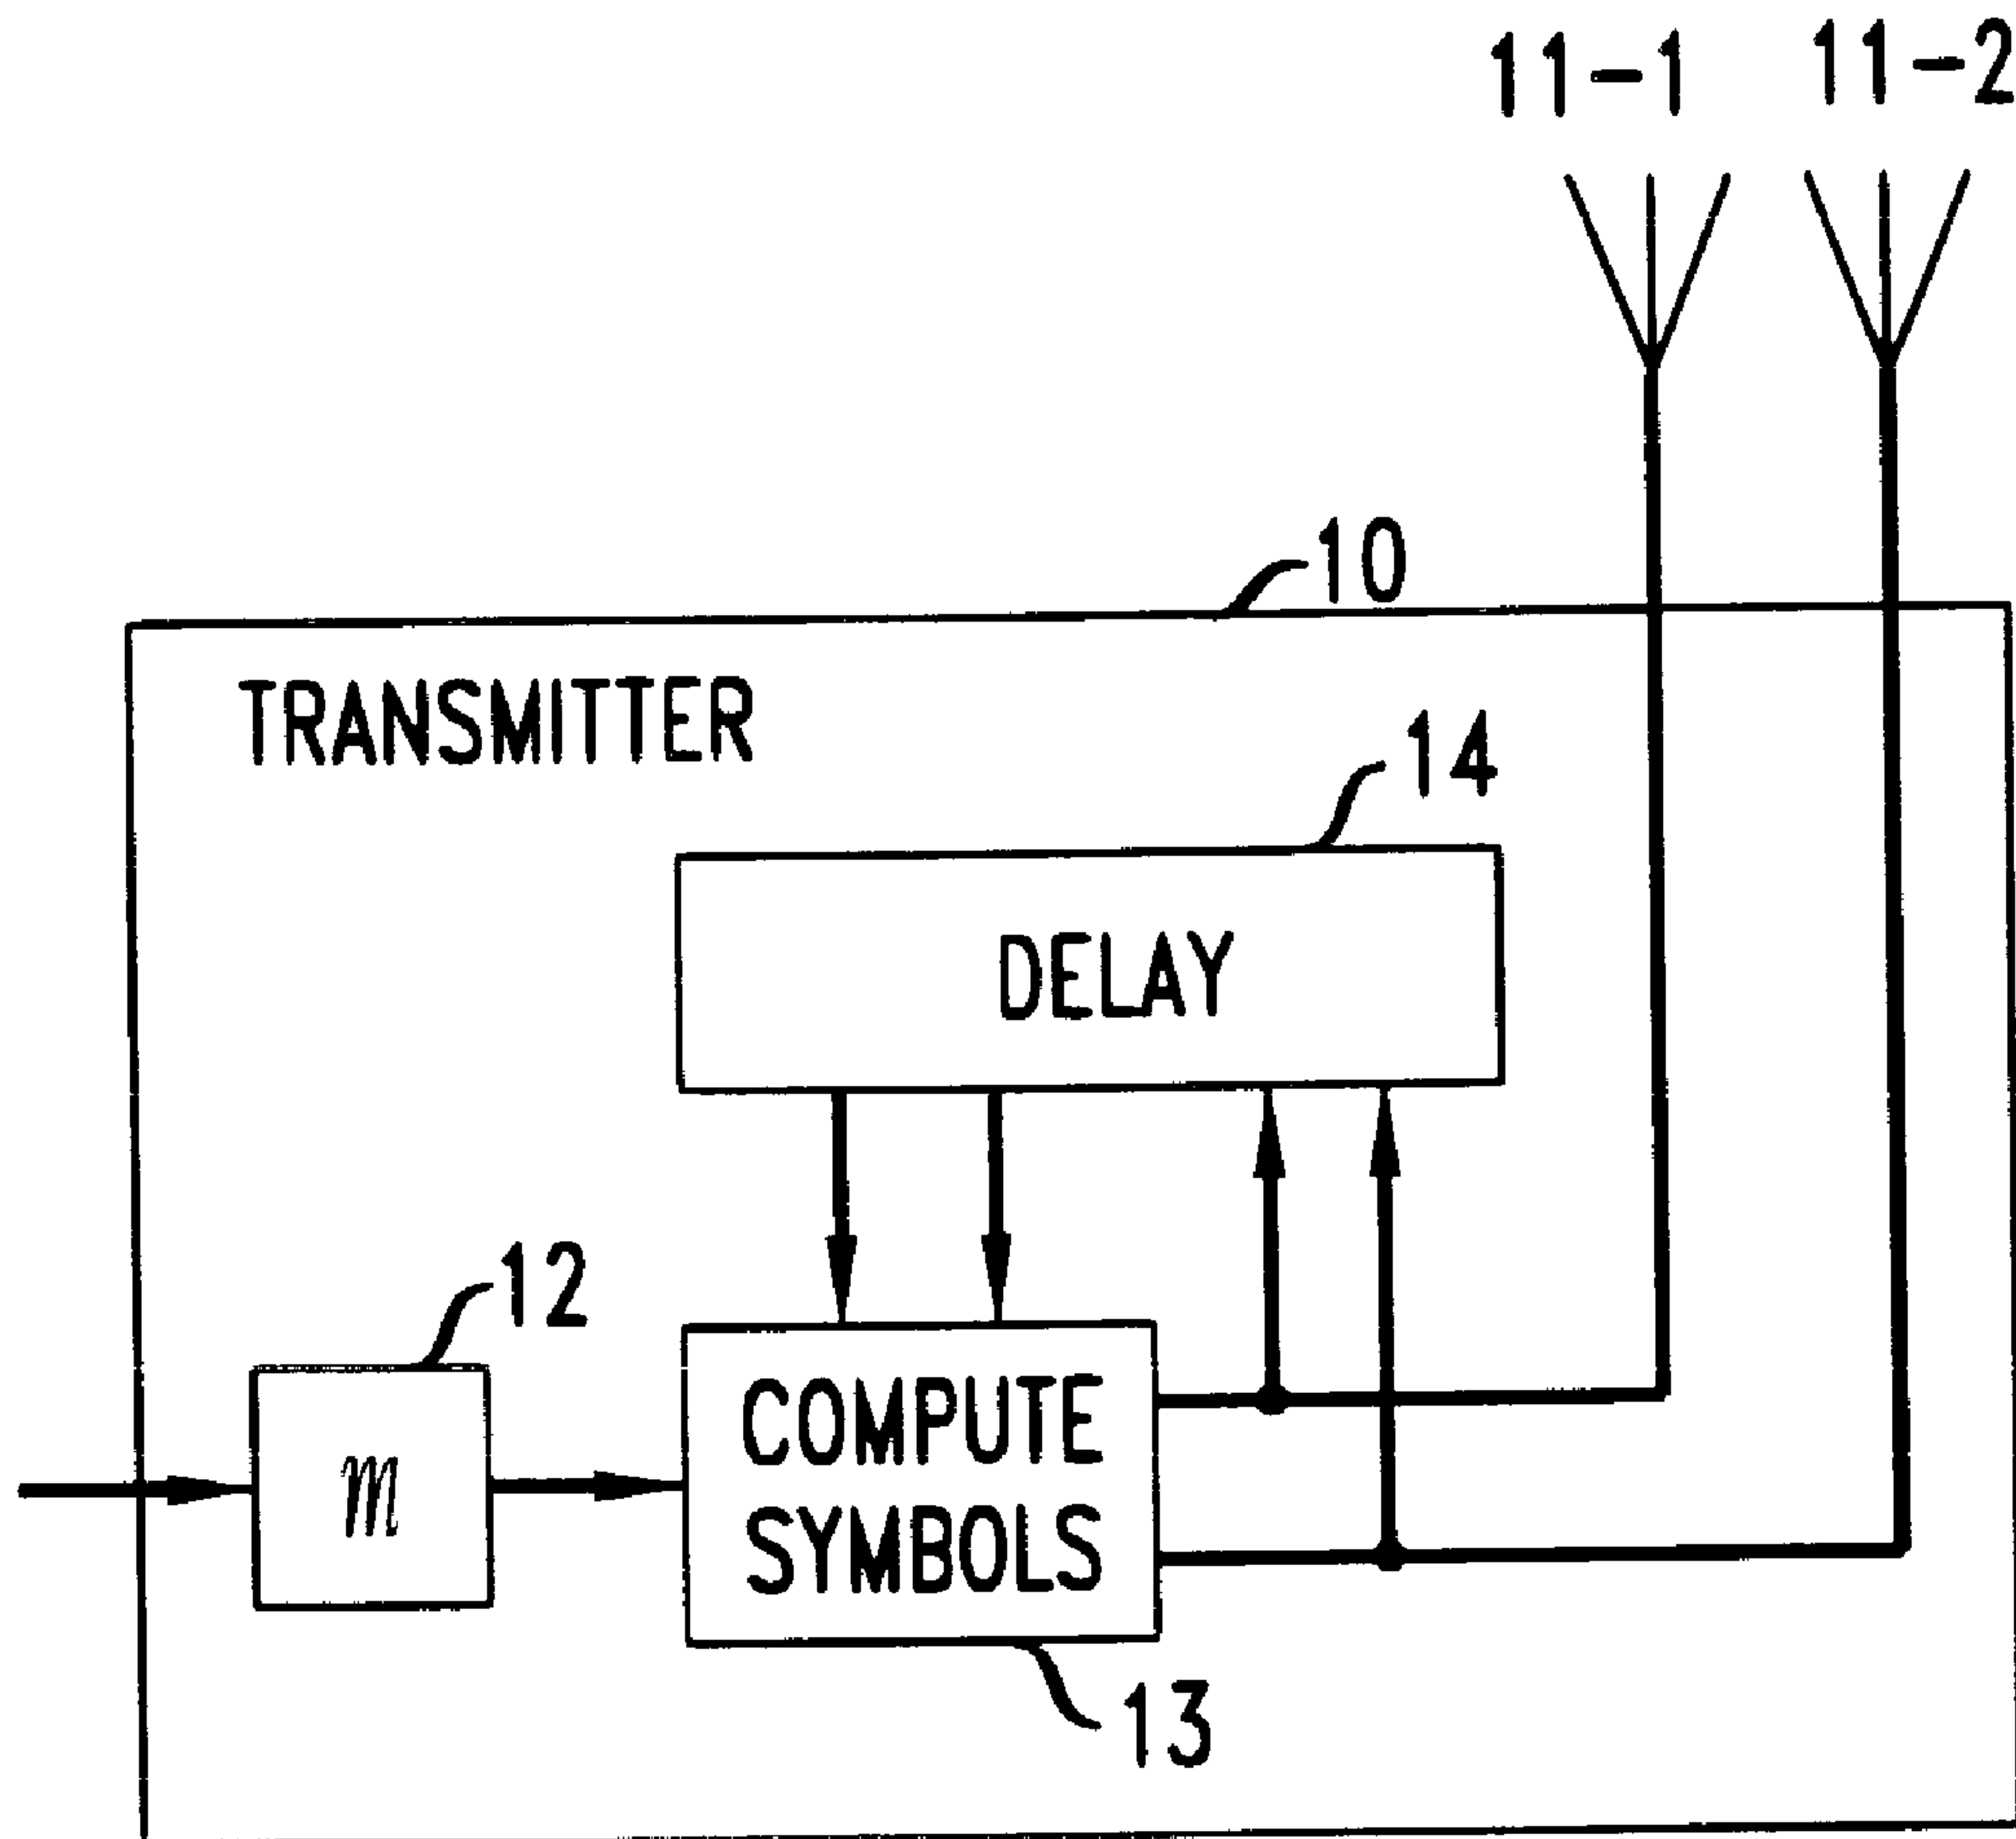 11-1 11-2
10
TRANSMITTER
14
DELAY
12
COMPUTE
SYMBOLS
m
13